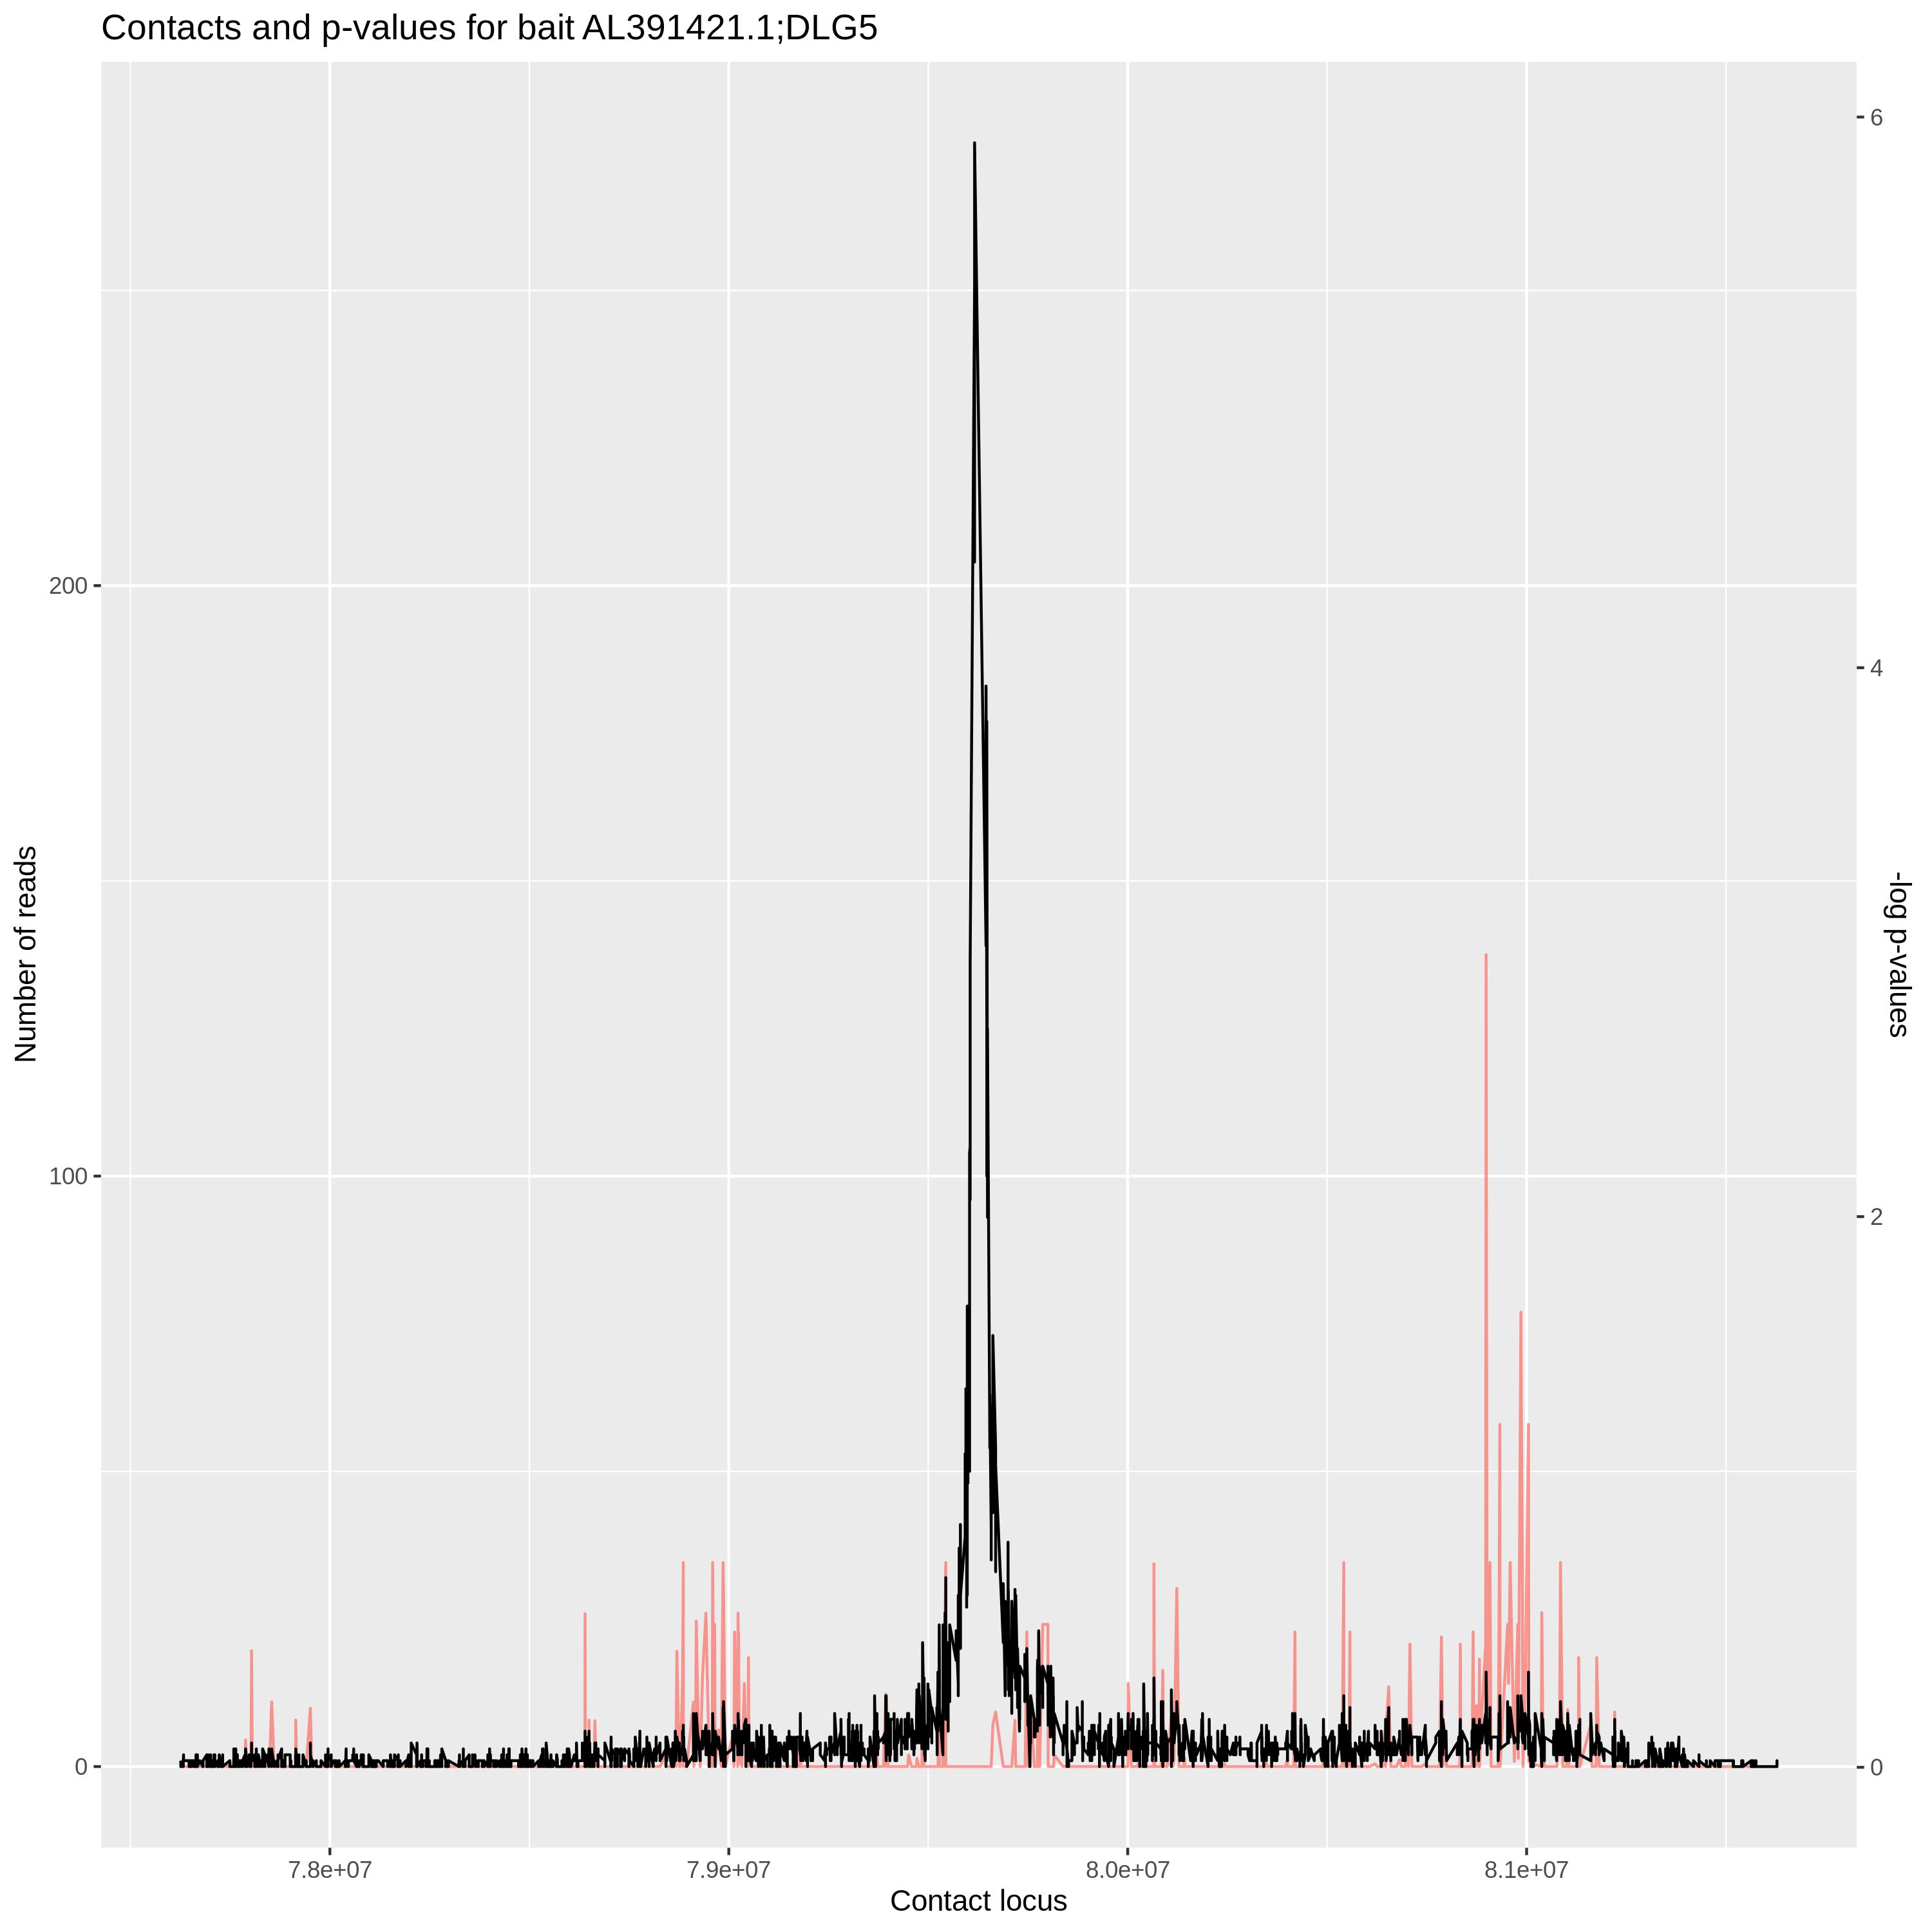 Contacts and p-values for bait AL391421.1;DLG5
Number of reads
200
100
0
6
4
2
0
-log p-values
7.8e+07
7.9e+07
8.0e+07
8.1e+07
Contact locus